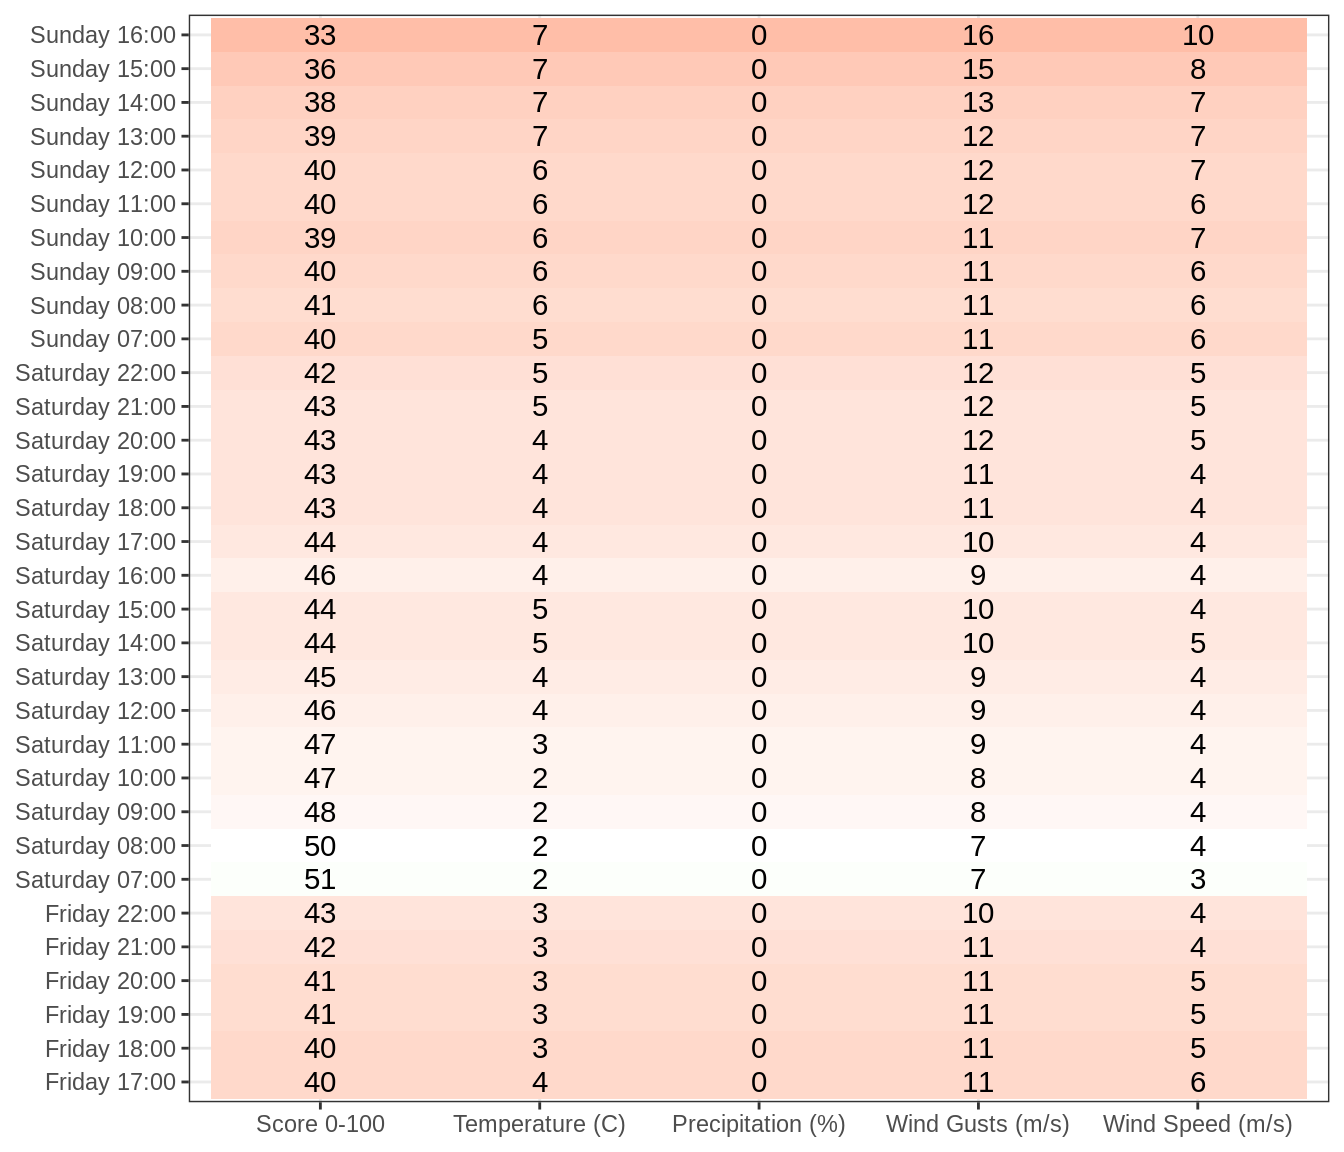 Sunday 16:00 33 7 0 16 10
Sunday 15:00 36 7 0 15 8
Sunday 14:00 38 7 0 13 7
Sunday 13:00 39 7 0 12 7
Sunday 12:00 40 6 0 12 7
Sunday 11:00 40 6 0 12 6
Sunday 10:00 39 6 0 11 7
Sunday 09:00 40 6 0 11 6
Sunday 08:00 41 6 0 11 6
Sunday 07:00 40 5 0 11 6
Saturday 22:00 42 5 0 12 5
Saturday 21:00 43 5 0 12 5
Saturday 20:00 43 4 0 12 5
Saturday 19:00 43 4 0 11 4
Saturday 18:00 43 4 0 11 4
Saturday 17:00 44 4 0 10 4
Saturday 16:00 46 4 0 9 4
Saturday 15:00 44 5 0 10 4
Saturday 14:00 44 5 0 10 5
Saturday 13:00 45 4 0 9 4
Saturday 12:00 46 4 0 9 4
Saturday 11:00 47 3 0 9 4
Saturday 10:00 47 2 0 8 4
Saturday 09:00 48 2 0 8 4
Saturday 08:00 50 2 0 7 4
Saturday 07:00 51 2 0 7 3
Friday 22:00 43 3 0 10 4
Friday 21:00 42 3 0 11 4
Friday 20:00 41 3 0 11 5
Friday 19:00 41 3 0 11 5
Friday 18:00 40 3 0 11 5
Friday 17:00 40 4 0 11 6
Score 0-100 Temperature (C) Precipitation (%) Wind Gusts (m/s) Wind Speed (m/s)